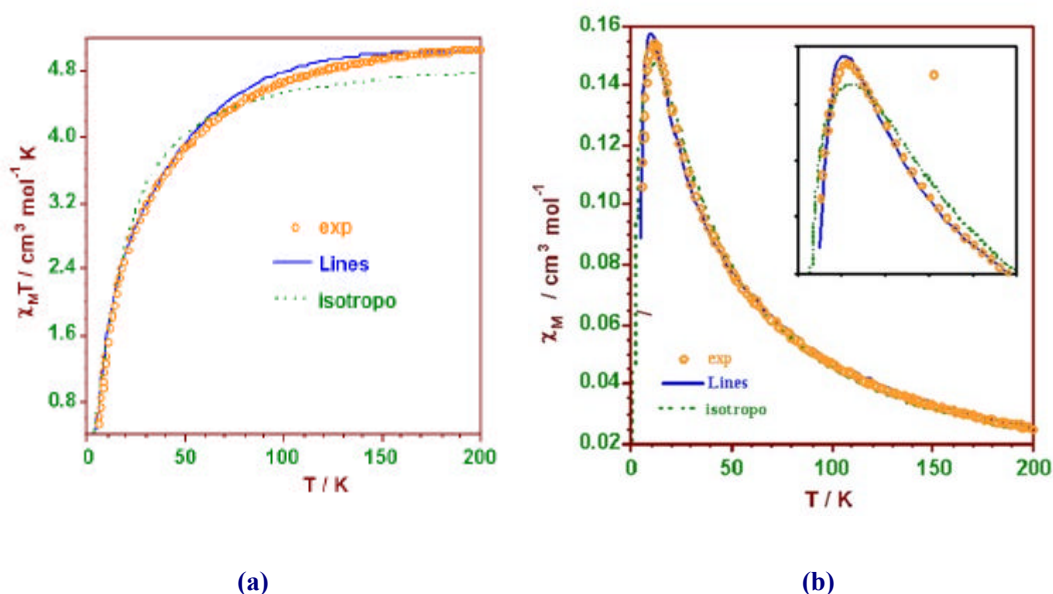 4.8
4.0
3.2
2.4
1.6
0.8
χMT / cm³ mol⁻¹ K
exp
Lines
isotropo
0 50 100 150 200
T / K
(a)
0.16
0.14
0.12
0.10
0.08
0.06
0.04
0.02
χM / cm³ mol⁻¹
exp
Lines
isotropo
0 50 100 150 200
T / K
(b)